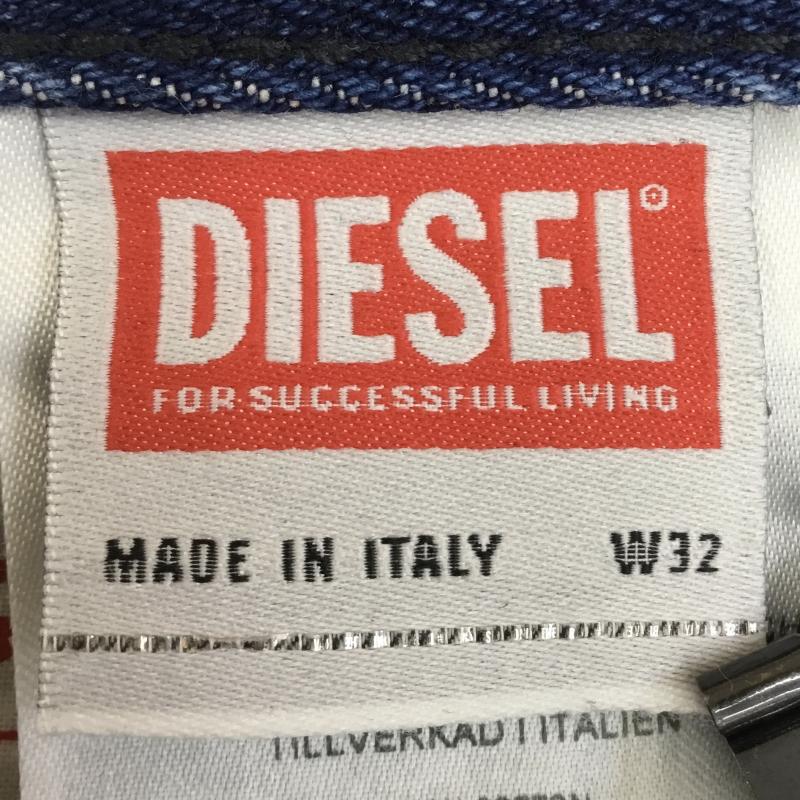 DIESEL®
FOR SUCCESSFUL LIVING
MADE IN ITALY W32
TILLVERKAD I ITALIEN